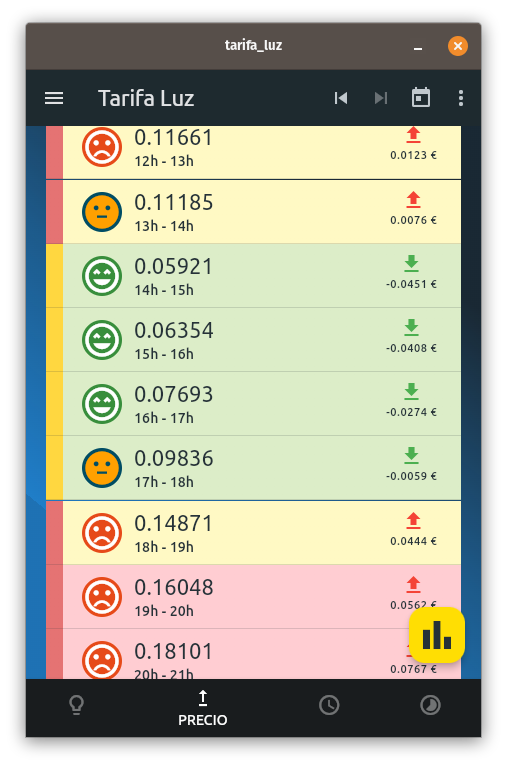 tarifa_luz
Tarifa Luz
0.11661
12h - 13h
0.0123 €
0.11185
13h - 14h
0.0076 €
0.05921
14h - 15h
-0.0451 €
0.06354
15h - 16h
-0.0408 €
0.07693
16h - 17h
-0.0274 €
0.09836
17h - 18h
-0.0059 €
0.14871
18h - 19h
0.0444 €
0.16048
19h - 20h
0.0562 €
0.18101
20h - 21h
0.0767 €
PRECIO